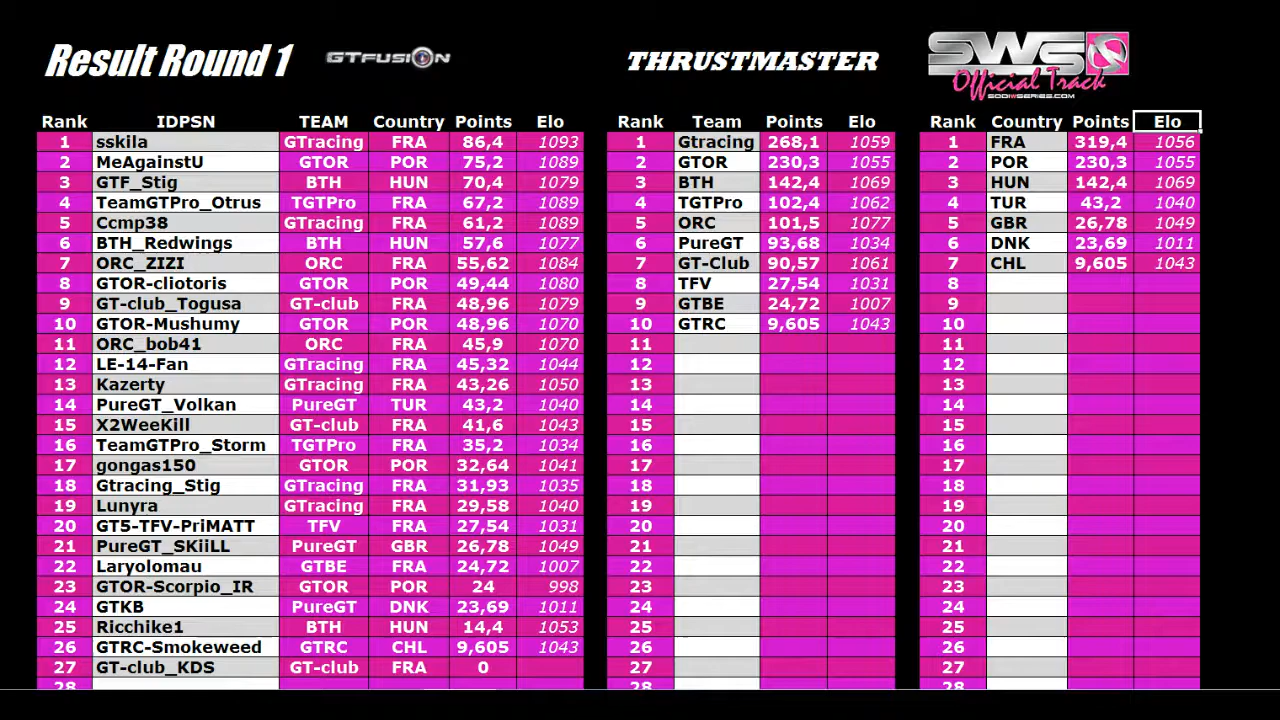 Result Round 1 GTFUSION THRUSTMASTER SWS
Official Track
SODIWSERIES.COM
Rank IDPSN TEAM Country Points Elo Rank Team Points Elo Rank Country Points Elo
1 sskila GTracing FRA 86,4 1093 1 Gtracing 268,1 1059 1 FRA 319,4 1056
2 MeAgainstU GTOR POR 75,2 1089 2 GTOR 230,3 1055 2 POR 230,3 1055
3 GTF_Stig BTH HUN 70,4 1079 3 BTH 142,4 1069 3 HUN 142,4 1069
4 TeamGTPro_Otrus TGTPro FRA 67,2 1089 4 TGTPro 102,4 1062 4 TUR 43,2 1040
5 Ccmp38 GTracing FRA 61,2 1089 5 ORC 101,5 1077 5 GBR 26,78 1049
6 BTH_Redwings BTH HUN 57,6 1077 6 PureGT 93,68 1034 6 DNK 23,69 1011
7 ORC_ZIZI ORC FRA 55,62 1084 7 GT-Club 90,57 1061 7 CHL 9,605 1043
8 GTOR-cliotoris GTOR POR 49,44 1080 8 TFV 27,54 1031 8
9 GT-club_Togusa GT-club FRA 48,96 1079 9 GTBE 24,72 1007 9
10 GTOR-Mushumy GTOR POR 48,96 1070 10 GTRC 9,605 1043 10
11 ORC_bob41 ORC FRA 45,9 1070 11 11
12 LE-14-Fan GTracing FRA 45,32 1044 12 12
13 Kazerty GTracing FRA 43,26 1050 13 13
14 PureGT_Volkan PureGT TUR 43,2 1040 14 14
15 X2WeeKill GT-club FRA 41,6 1043 15 15
16 TeamGTPro_Storm TGTPro FRA 35,2 1034 16 16
17 gongas150 GTOR POR 32,64 1041 17 17
18 Gtracing_Stig GTracing FRA 31,93 1035 18 18
19 Lunyra GTracing FRA 29,58 1040 19 19
20 GT5-TFV-PriMATT TFV FRA 27,54 1031 20 20
21 PureGT_SKiiLL PureGT GBR 26,78 1049 21 21
22 Laryolomau GTBE FRA 24,72 1007 22 22
23 GTOR-Scorpio_IR GTOR POR 24 998 23 23
24 GTKB PureGT DNK 23,69 1011 24 24
25 Ricchike1 BTH HUN 14,4 1053 25 25
26 GTRC-Smokeweed GTRC CHL 9,605 1043 26 26
27 GT-club_KDS GT-club FRA 0 27 27
28 28 28